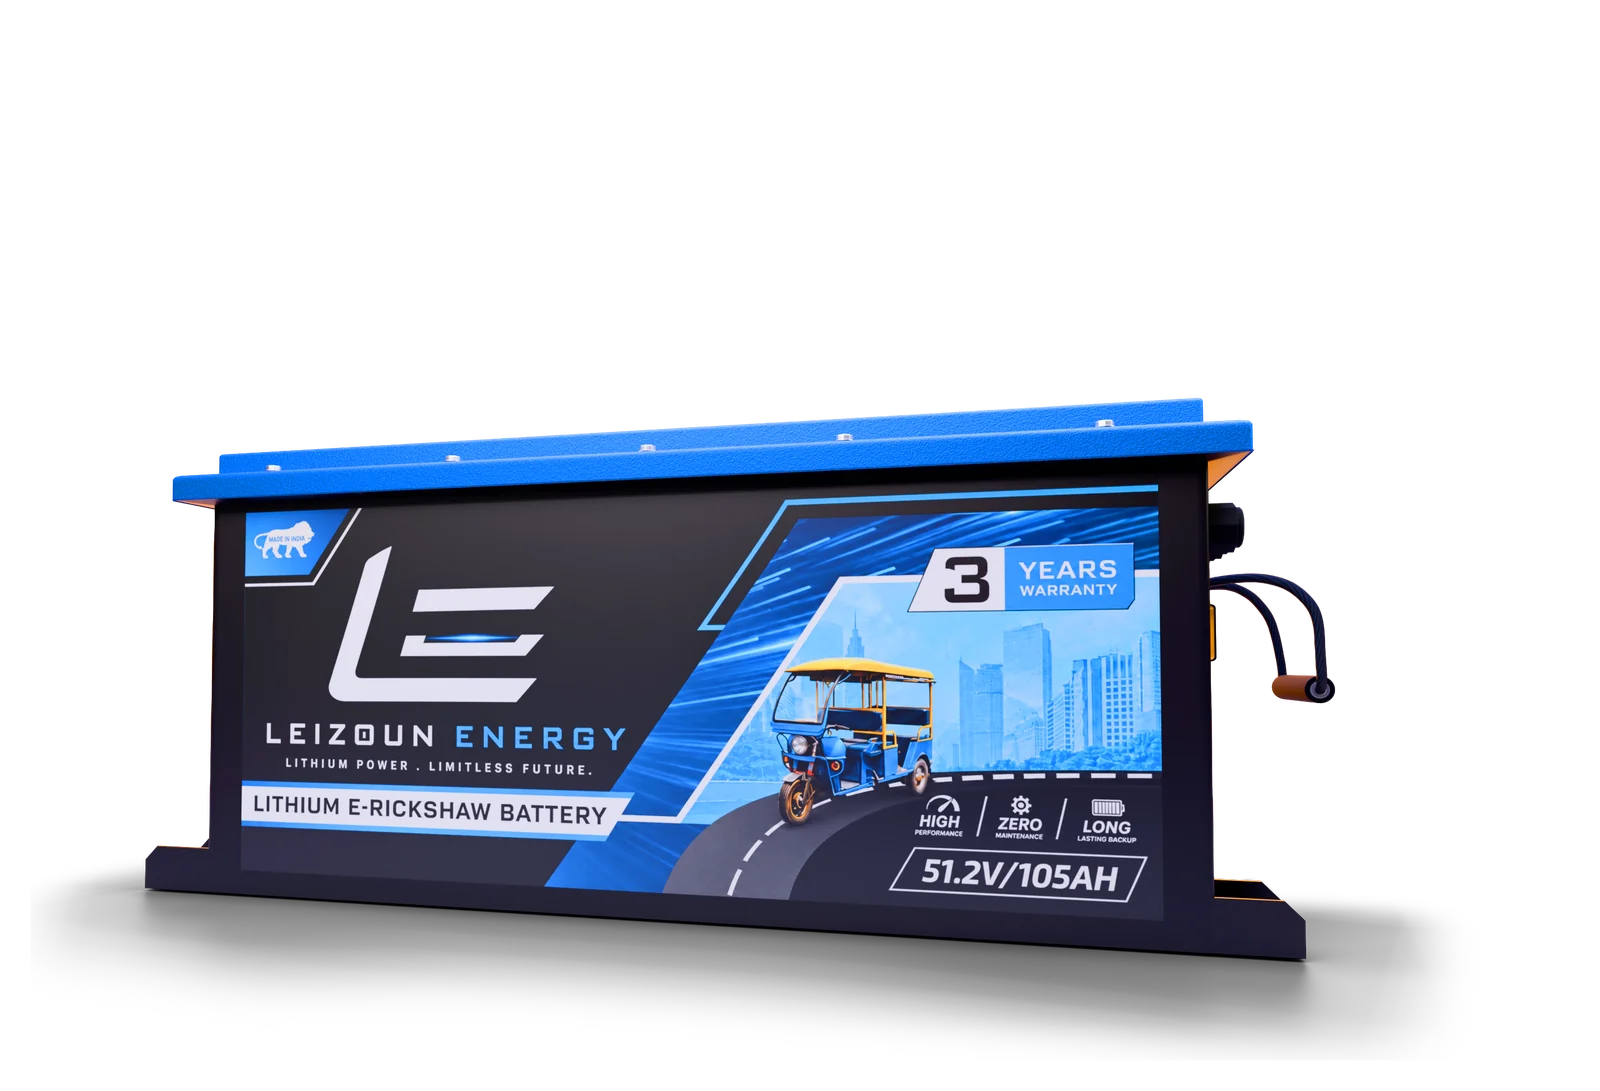 MADE IN INDIA
LE
LEIZOUN ENERGY
LITHIUM POWER . LIMITLESS FUTURE.
LITHIUM E-RICKSHAW BATTERY
3 YEARS
WARRANTY
HIGH
PERFORMANCE
ZERO
MAINTENANCE
LONG
LASTING BACKUP
51.2V/105AH